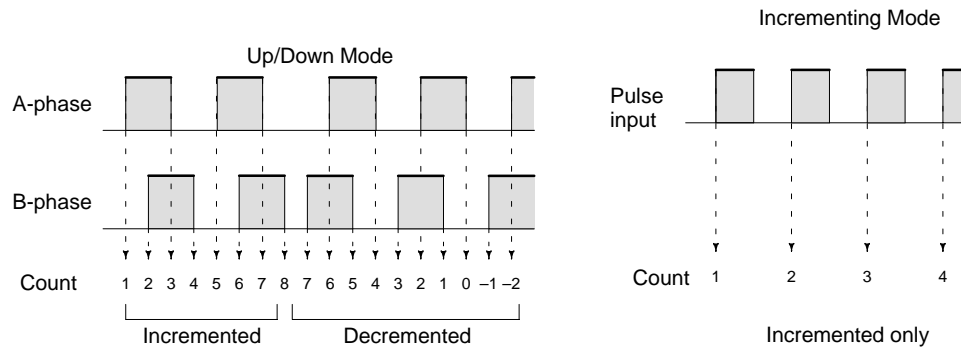 Up/Down Mode
A-phase
B-phase
Count 1 2 3 4 5 6 7 8 7 6 5 4 3 2 1 0 –1 –2
Incremented Decremented
Incrementing Mode
Pulse
input
Count 1 2 3 4
Incremented only